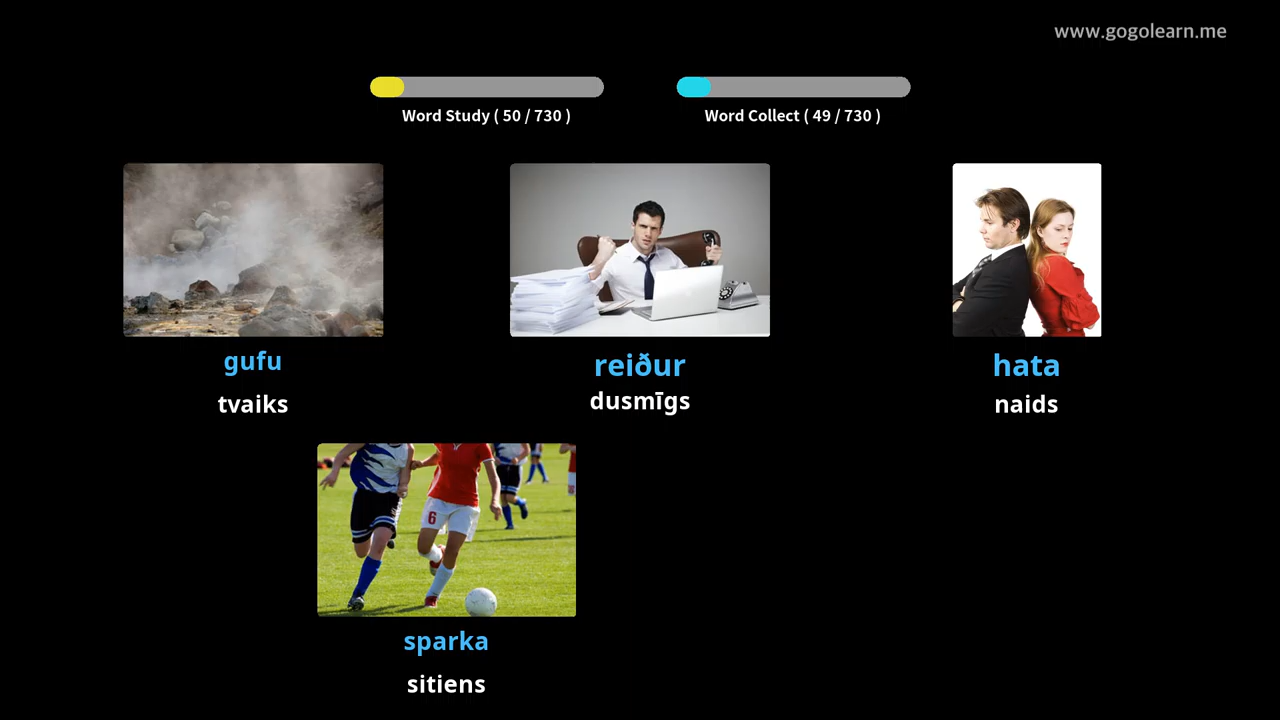 www.gogolearn.me
Word Study ( 50 / 730 )
Word Collect ( 49 / 730 )
gufu
tvaiks
reiður
dusmīgs
hata
naids
6
sparka
sitiens